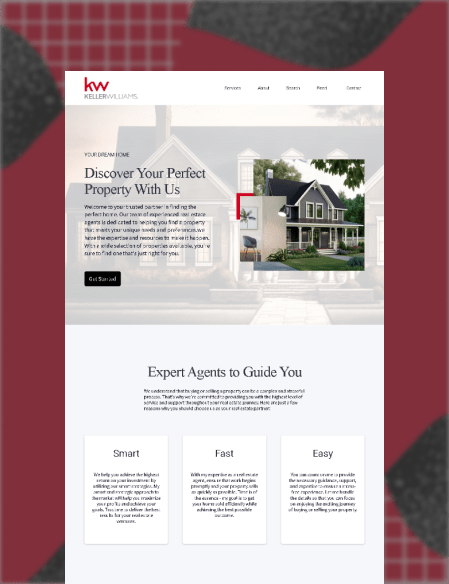 kw
KELLERWILLIAMS.
Services About Search Contact
YOUR DREAM HOME
Discover Your Perfect
Property With Us
Welcome to your trusted partner in finding the
perfect home. Our team of experienced real estate
agents is dedicated to helping you find a property
that meets your unique needs and preferences. we
have the expertise and resources to make it happen.
With a wide selection of properties available, you're
sure to find one that's just right for you.
Get Started
Expert Agents to Guide You
We understand that buying or selling a property can be a complex and stressful
process. That's why we're committed to providing you with the highest level of
service and support throughout your real estate journey. Here are just a few
reasons why you should choose us as your real estate partner:
Smart
We help you achieve the highest
return on your investment by
utilizing our smart strategies. My
smart and strategic approach to
the market will help you maximize
your profits and achieve your
goals. Trust me to deliver the best
results for your real estate
Fast
With my expertise as a real estate
agent, ensure that work begins
promptly and your property sells
as quickly as possible. Time is of
the essence - my goal is to get
your home sold efficiently while
achieving the best possible
outcome.
Easy
You can count on me to provide
the necessary guidance, support,
and expertise to ensure a stress-
free experience. I can handle
the details so that you can focus
on enjoying the exciting journey
of buying or selling your property.